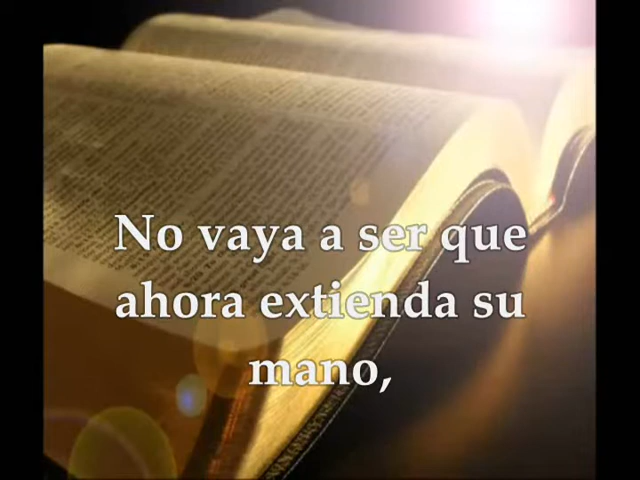 No vaya a ser que
ahora extienda su
mano,